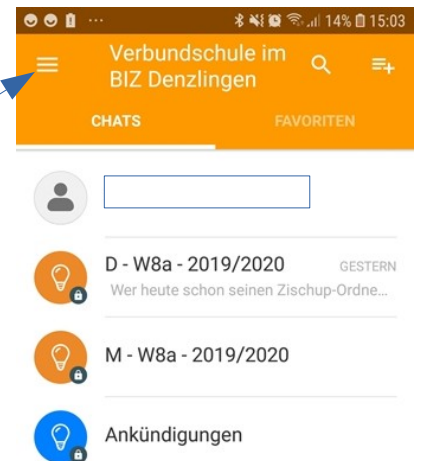 14% 15:03
Verbundschule im
BIZ Denzlingen
CHATS FAVORITEN
D - W8a - 2019/2020 GESTERN
Wer heute schon seinen Zischup-Ordne...
M - W8a - 2019/2020
Ankündigungen